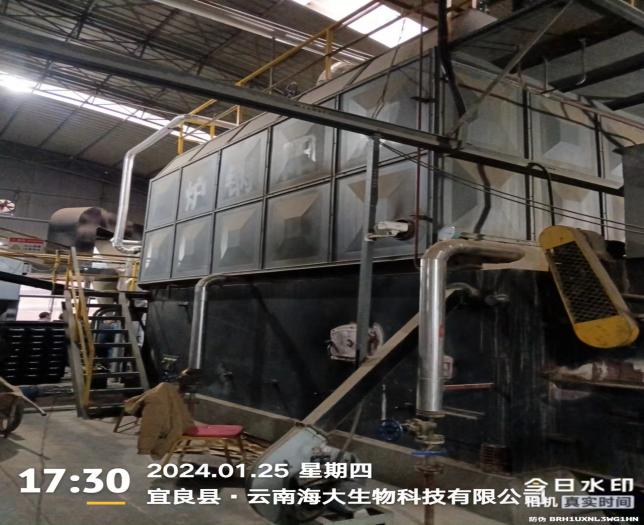 炉 锅
17:30
2024.01.25 星期四
宜良县·云南海大生物科技有限公司
今日水印
相机 真实时间
防伪 BRH1UXNL3WG1HN